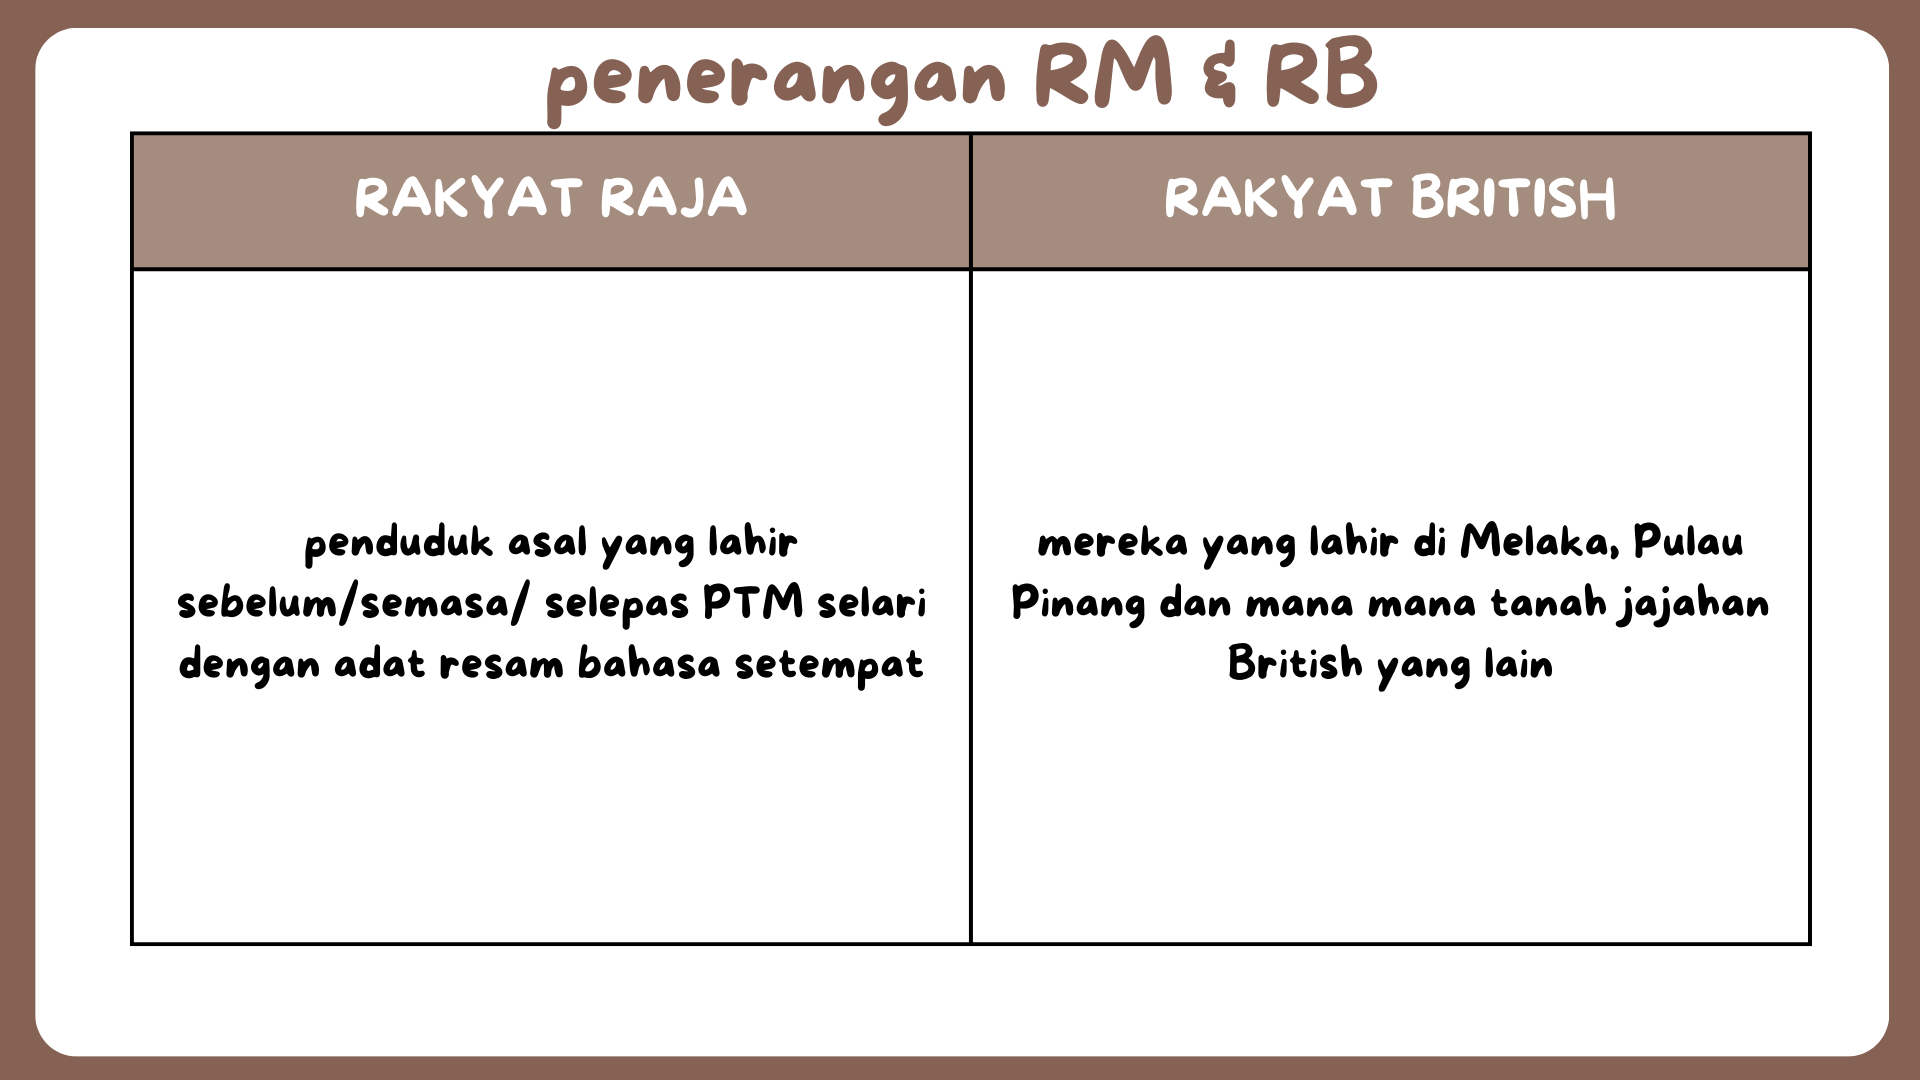 penerangan RM & RB
RAKYAT RAJA
RAKYAT BRITISH
penduduk asal yang lahir
sebelum/semasa/ selepas PTM selari
dengan adat resam bahasa setempat
mereka yang lahir di Melaka, Pulau
Pinang dan mana mana tanah jajahan
British yang lain